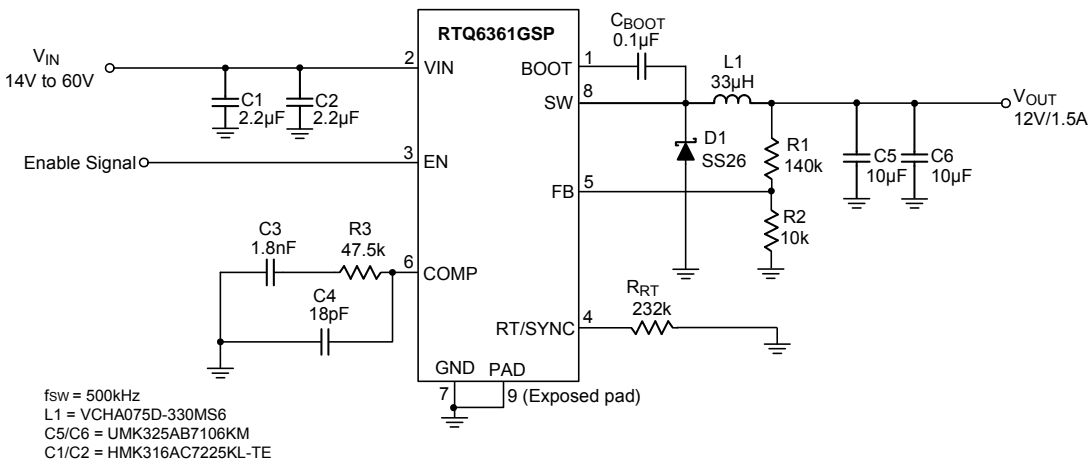 RTQ6361GSP
VIN
14V to 60V
2
VIN
C1
2.2µF
C2
2.2µF
Enable Signal
3
EN
C3
1.8nF
R3
47.5k
6
COMP
C4
18pF
BOOT
1
CBOOT
0.1µF
SW
8
L1
33µH
VOUT
12V/1.5A
D1
SS26
R1
140k
C5
10µF
C6
10µF
FB
5
R2
10k
RT/SYNC
4
RRT
232k
GND
PAD
7
9 (Exposed pad)
fSW = 500kHz
L1 = VCHA075D-330MS6
C5/C6 = UMK325AB7106KM
C1/C2 = HMK316AC7225KL-TE